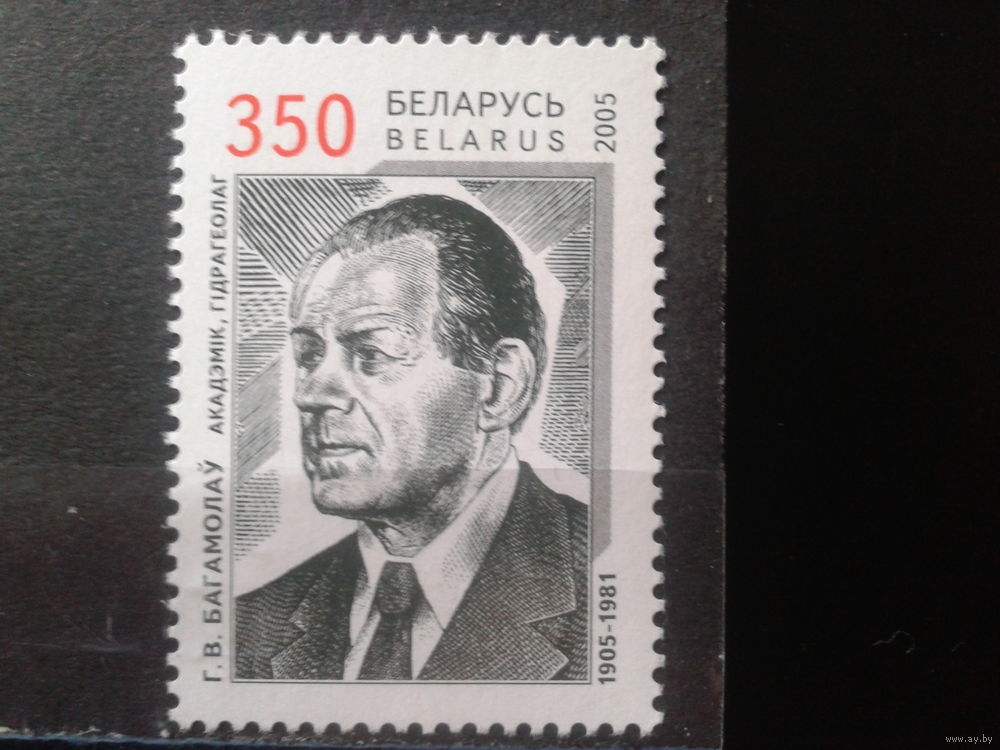 350
БЕЛАРУСЬ
BELARUS
2005
Г. В. БАГАМОЛАЎ АКАДЭМІК, ГІДРАГЕОЛАГ
1905-1981
www.ay.by